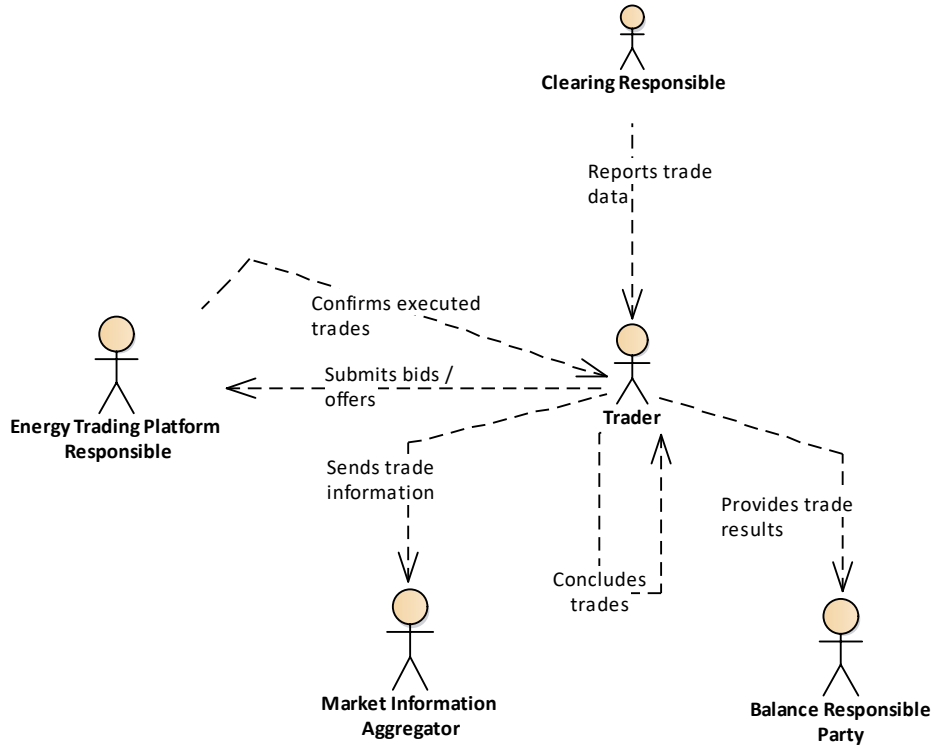 Clearing Responsible
Reports trade
data
Confirms executed
trades
Submits bids /
offers
Energy Trading Platform
Responsible
Trader
Sends trade
information
Provides trade
results
Concludes
trades
Market Information
Aggregator
Balance Responsible
Party